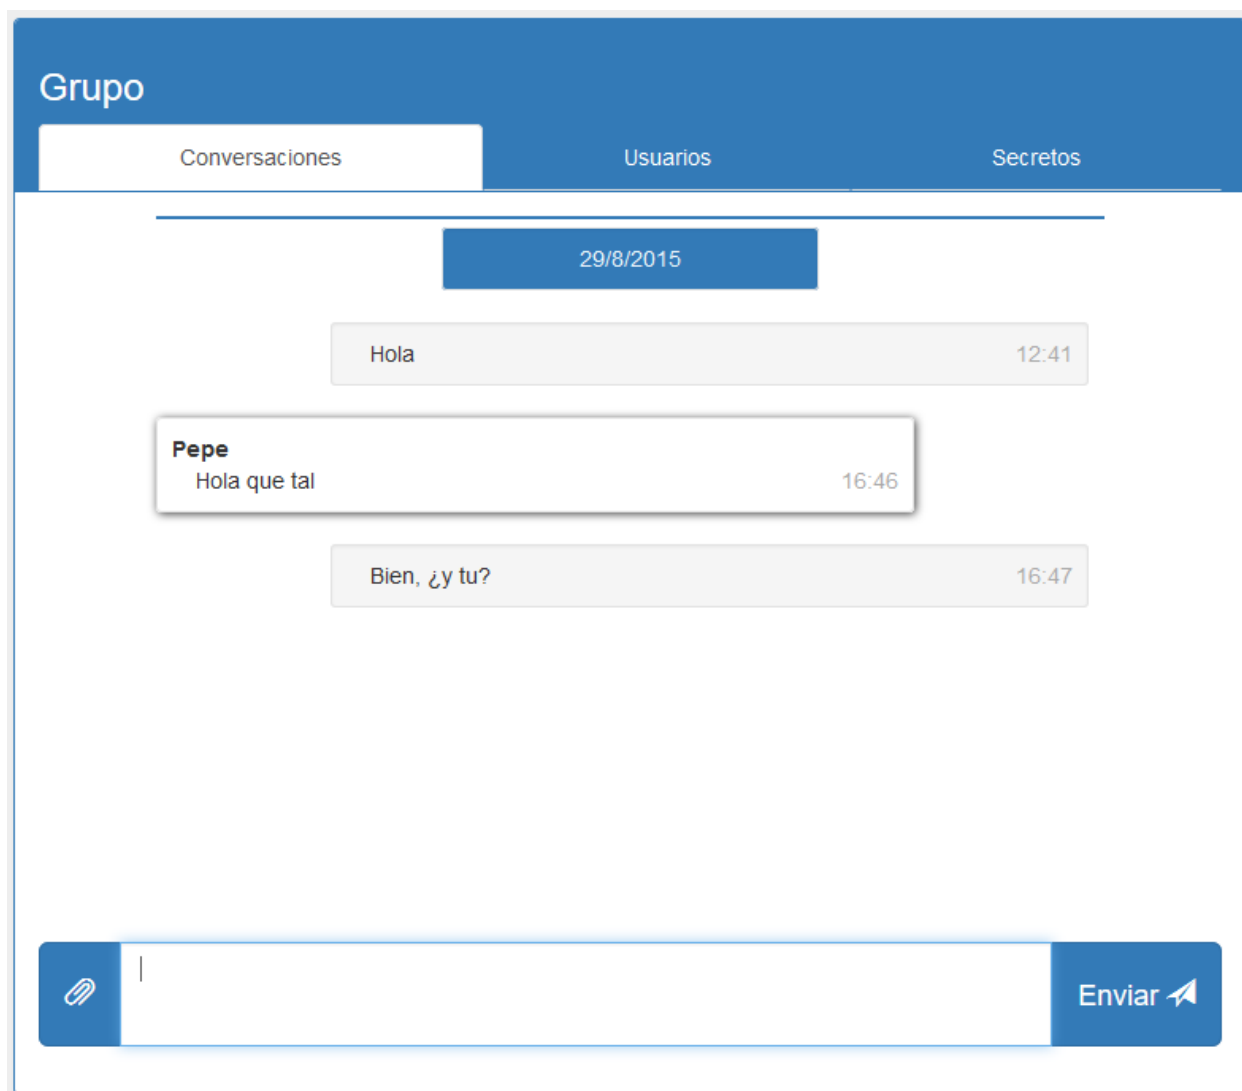 Grupo
Conversaciones Usuarios Secretos
29/8/2015
Hola 12:41
Pepe
Hola que tal 16:46
Bien, ¿y tu? 16:47
Enviar